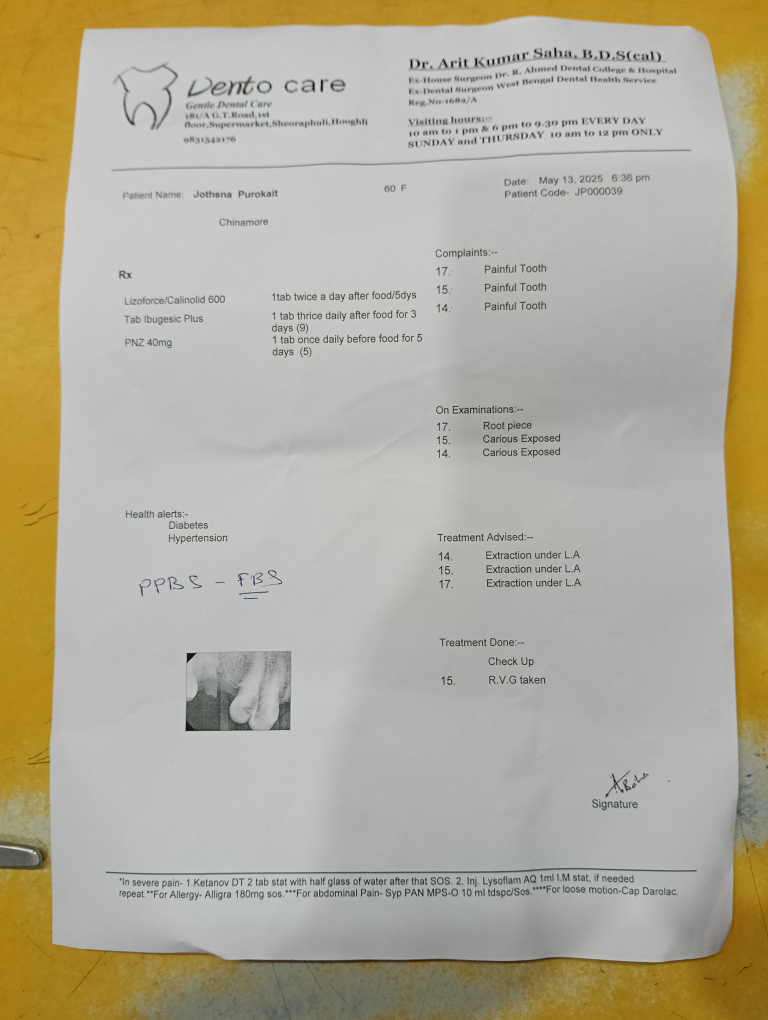 Dento care
Gentle Dental Care
181/A G.T.Road,1st
floor,Supermarket,Sheoraphuli,Hooghli
9831542176
Dr. Arit Kumar Saha, B.D.S(cal)
Ex-House Surgeon Dr. R. Ahmed Dental College & Hospital
Ex-Dental Surgeon West Bengal Dental Health Service
Reg.No-1682/A
Visiting hours:--
10 am to 1 pm & 6 pm to 9.30 pm EVERY DAY
SUNDAY and THURSDAY 10 am to 12 pm ONLY
Patient Name: Jothsna Purokait 60 F
Chinamore
Date: May 13, 2025 6:36 pm
Patient Code- JP000039
Rx
Lizoforce/Calinolid 600 1tab twice a day after food/5dys
Tab Ibugesic Plus 1 tab thrice daily after food for 3
days (9)
PNZ 40mg 1 tab once daily before food for 5
days (5)
Complaints:--
17. Painful Tooth
15. Painful Tooth
14. Painful Tooth
On Examinations:--
17. Root piece
15. Carious Exposed
14. Carious Exposed
Health alerts:-
Diabetes
Hypertension
PPBS - FBS
Treatment Advised:--
14. Extraction under L.A
15. Extraction under L.A
17. Extraction under L.A
Treatment Done:--
Check Up
15. R.V.G taken
Signature
*In severe pain- 1.Ketanov DT 2 tab stat with half glass of water after that SOS. 2. Inj. Lysoflam AQ 1ml I.M stat, if needed
repeat.**For Allergy- Alligra 180mg sos.***For abdominal Pain- Syp PAN MPS-O 10 ml tdspc/Sos.****For loose motion-Cap Darolac.